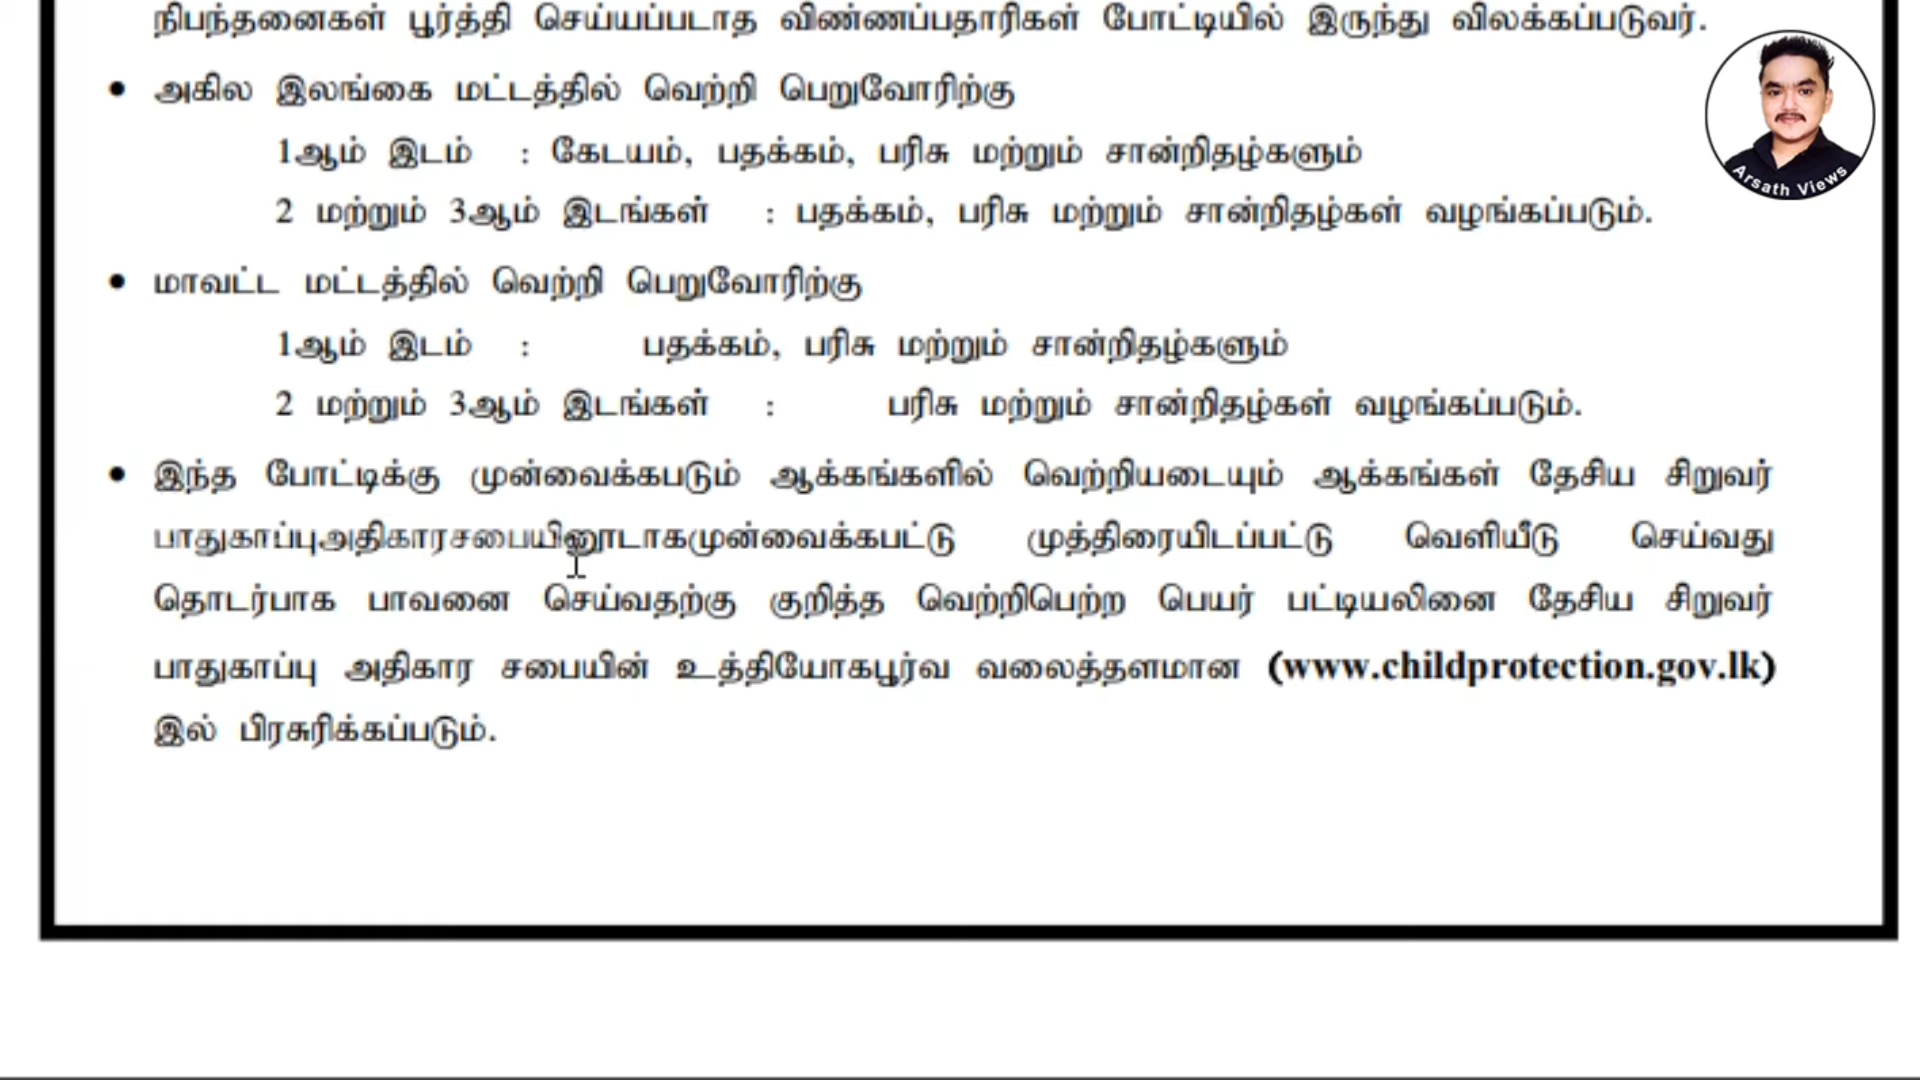 நிபந்தனைகள் பூர்த்தி செய்யப்படாத விண்ணப்பதாரிகள் போட்டியில் இருந்து விலக்கப்படுவர்.
• அகில இலங்கை மட்டத்தில் வெற்றி பெறுவோரிற்கு
1ஆம் இடம் : கேடயம், பதக்கம், பரிசு மற்றும் சான்றிதழ்களும்
2 மற்றும் 3ஆம் இடங்கள் : பதக்கம், பரிசு மற்றும் சான்றிதழ்கள் வழங்கப்படும்.
• மாவட்ட மட்டத்தில் வெற்றி பெறுவோரிற்கு
1ஆம் இடம் : பதக்கம், பரிசு மற்றும் சான்றிதழ்களும்
2 மற்றும் 3ஆம் இடங்கள் : பரிசு மற்றும் சான்றிதழ்கள் வழங்கப்படும்.
• இந்த போட்டிக்கு முன்வைக்கபடும் ஆக்கங்களில் வெற்றியடையும் ஆக்கங்கள் தேசிய சிறுவர்
பாதுகாப்புஅதிகாரசபையினூடாகமுன்வைக்கபட்டு முத்திரையிடப்பட்டு வெளியீடு செய்வது
தொடர்பாக பாவனை செய்வதற்கு குறித்த வெற்றிபெற்ற பெயர் பட்டியலினை தேசிய சிறுவர்
பாதுகாப்பு அதிகார சபையின் உத்தியோகபூர்வ வலைத்தளமான (www.childprotection.gov.lk)
இல் பிரசுரிக்கப்படும்.
Arsath Views